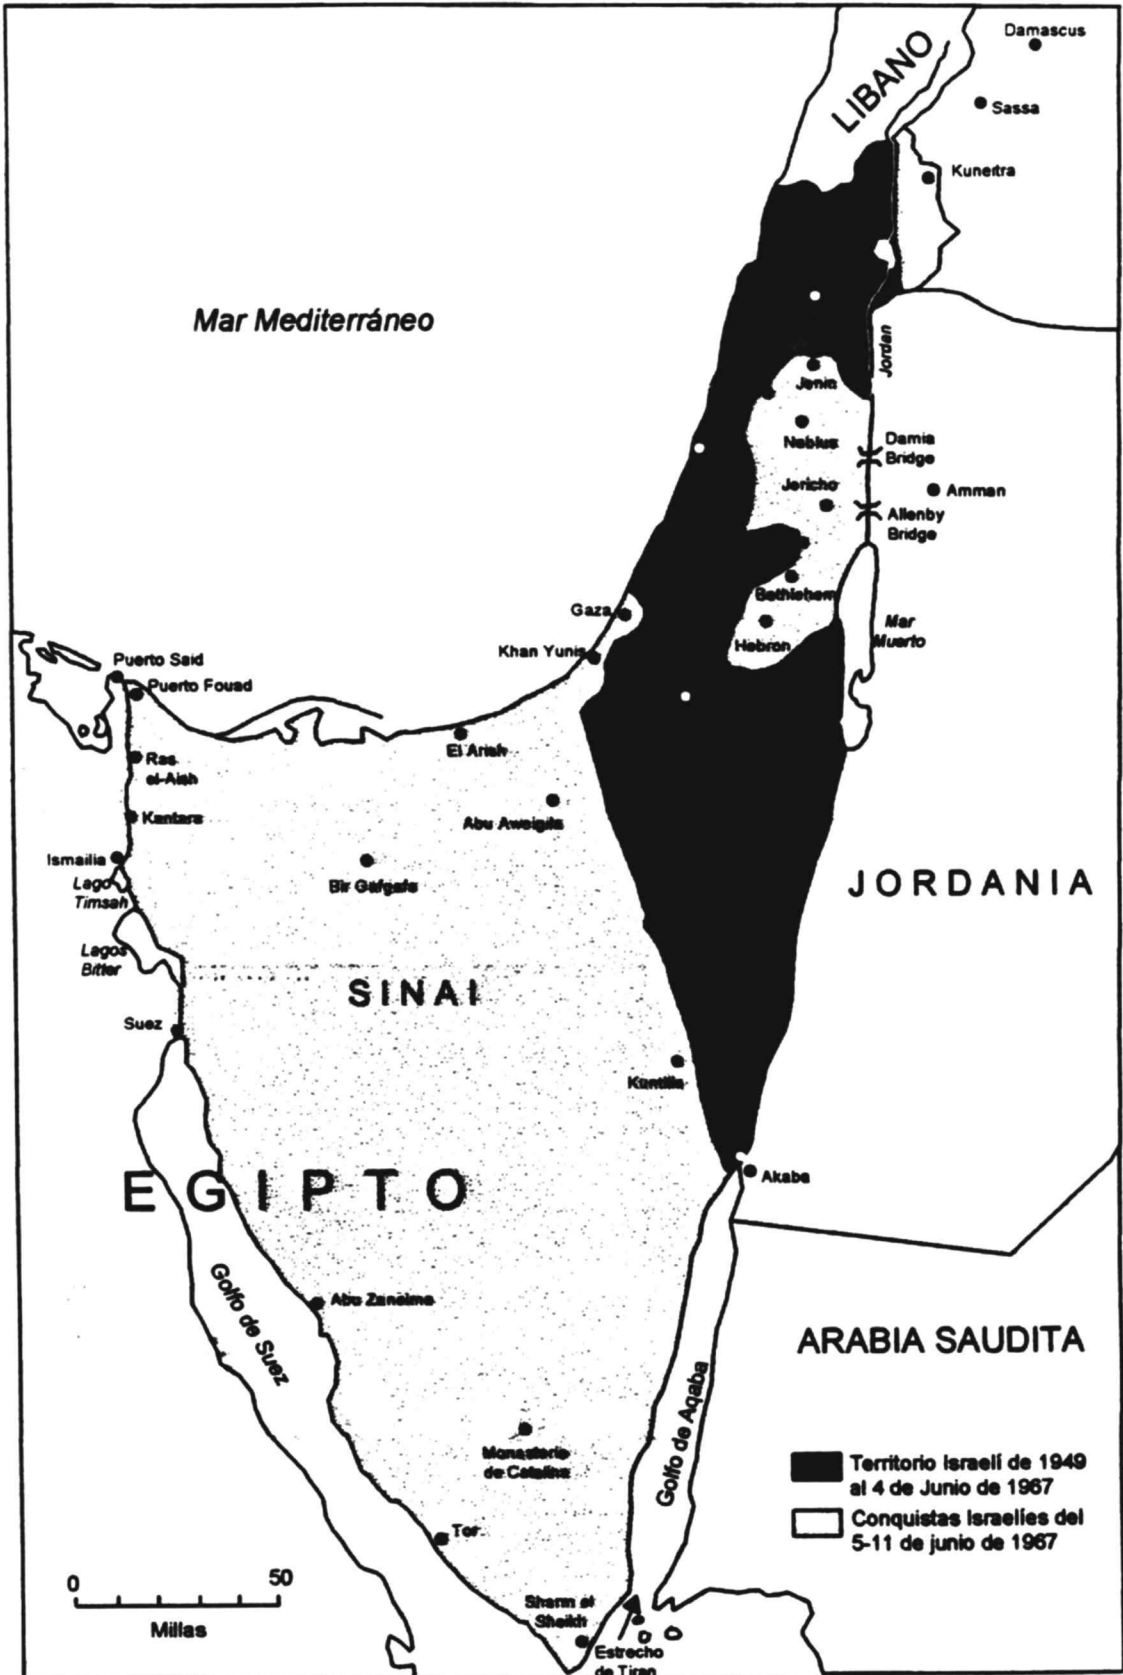 Damascus
LIBANO
Sassa
Kuneitra
Mar Mediterráneo
Jordan
Jenin
Nablus
Damia
Bridge
Jericho
Amman
Allenby
Bridge
Bethlehem
Gaza
Mar
Muerto
Hebron
Khan Yunis
Puerto Said
Puerto Fouad
El Arish
Ras
el-Aish
Kantara
Abu Aweigila
Ismailia
Bir Gafgafa
Lago
Timsah
JORDANIA
Lagos
Bitter
SINAI
Suez
Kuntilla
Akaba
EGIPTO
Golfo de Suez
Abu Zaneima
ARABIA SAUDITA
Golfo de Aqaba
Monasterio
de Catalina
Territorio Israelí de 1949
al 4 de Junio de 1967
Conquistas Israelíes del
5-11 de junio de 1967
Tor
0 50
Millas
Sharm el
Sheikh
Estrecho
de Tiran